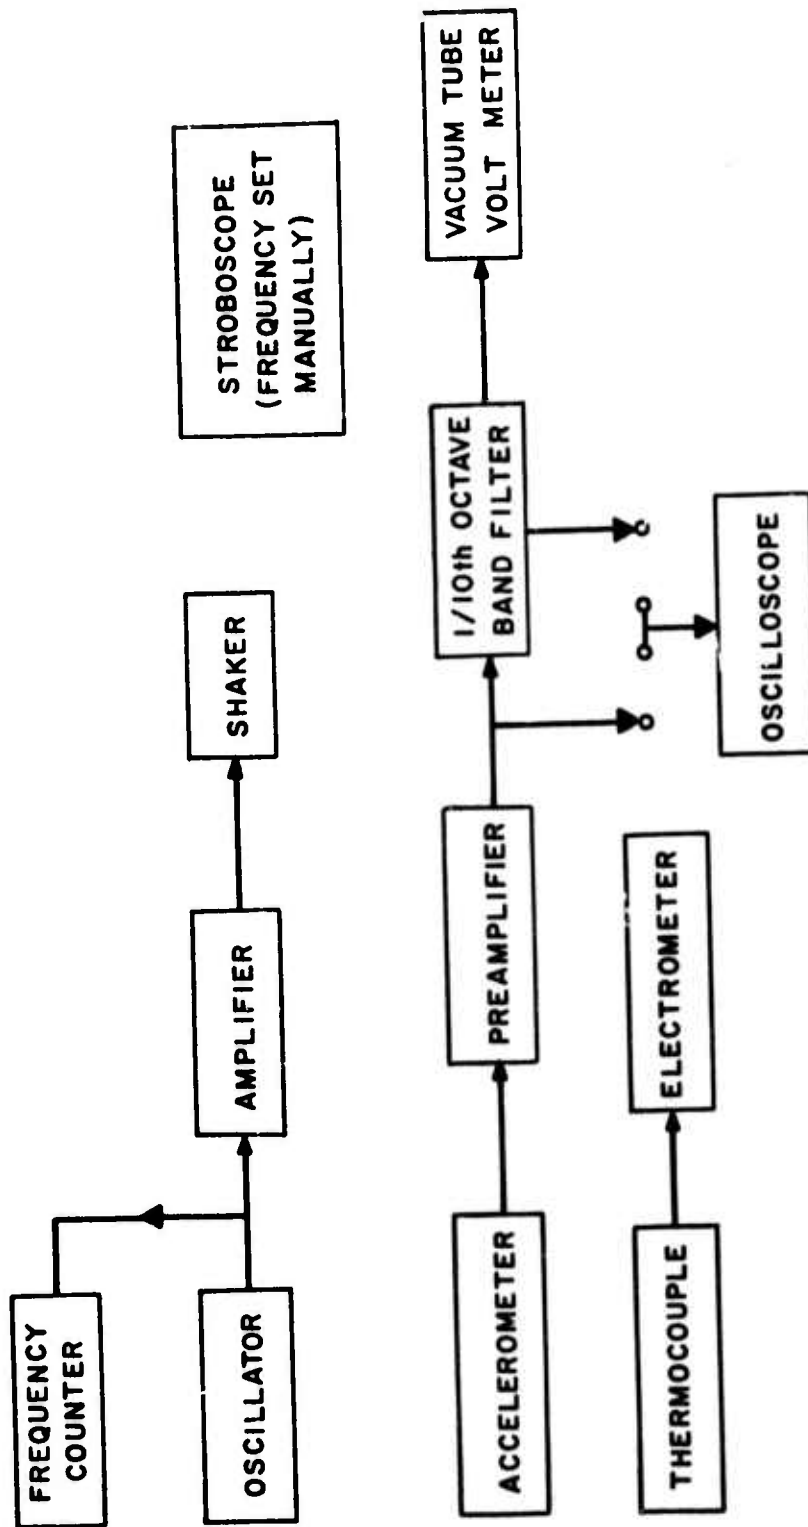 FREQUENCY
COUNTER
OSCILLATOR
AMPLIFIER
SHAKER
STROBOSCOPE
(FREQUENCY SET
MANUALLY)
ACCELEROMETER
PREAMPLIFIER
1/10th OCTAVE
BAND FILTER
VACUUM TUBE
VOLT METER
THERMOCOUPLE
ELECTROMETER
OSCILLOSCOPE